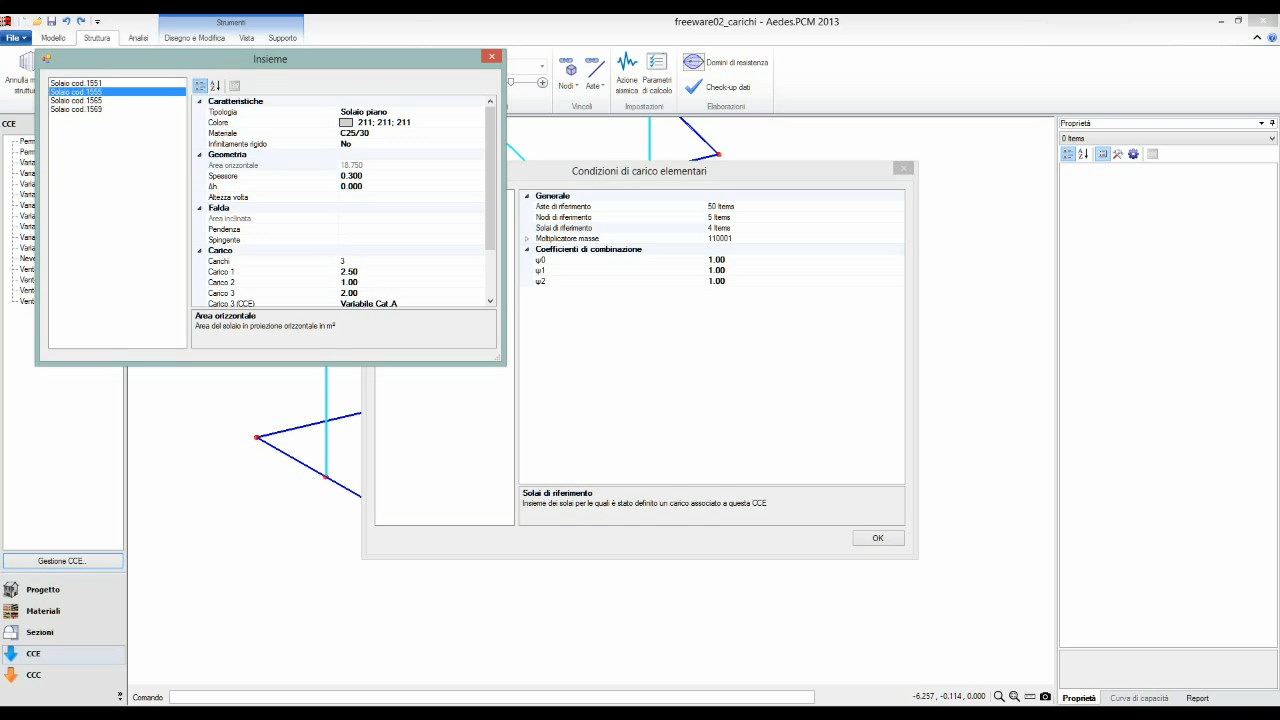 Strumenti
freeware02_carichi - Aedes.PCM 2013
File
Modello
Struttura
Analisi
Disegno e Modifica
Vista
Supporto
Annulla
struttu
Nodi
Aste
Vincoli
Azione sismica
Parametri di calcolo
Impostazioni
Domini di resistenza
Check-up dati
Elaborazioni
CCE
Insieme
Solaio cod.1551
Solaio cod.1555
Solaio cod.1565
Solaio cod.1569
Caratteristiche
Tipologia Solaio piano
Colore 211; 211; 211
Materiale C25/30
Infinitamente rigido No
Geometria
Area orizzontale 18.750
Spessore 0.300
Δh 0.000
Altezza volta
Falda
Area inclinata
Pendenza
Spingente
Carico
Carichi 3
Carico 1 2.50
Carico 2 1.00
Carico 3 2.00
Carico 3 (CCE) Variabile Cat.A
Area orizzontale
Area del solaio in proiezione orizzontale in m²
Condizioni di carico elementari
Generale
Aste di riferimento 50 Items
Nodi di riferimento 5 Items
Solai di riferimento 4 Items
Moltiplicatore masse 110001
Coefficienti di combinazione
ψ0 1.00
ψ1 1.00
ψ2 1.00
Solai di riferimento
Insieme dei solai per le quali è stato definito un carico associato a questa CCE
OK
Proprietà
0 Items
Gestione CCE..
Progetto
Materiali
Sezioni
CCE
CCC
Comando
-6.257 , -0.114 , 0.000
Proprietà
Curva di capacità
Report